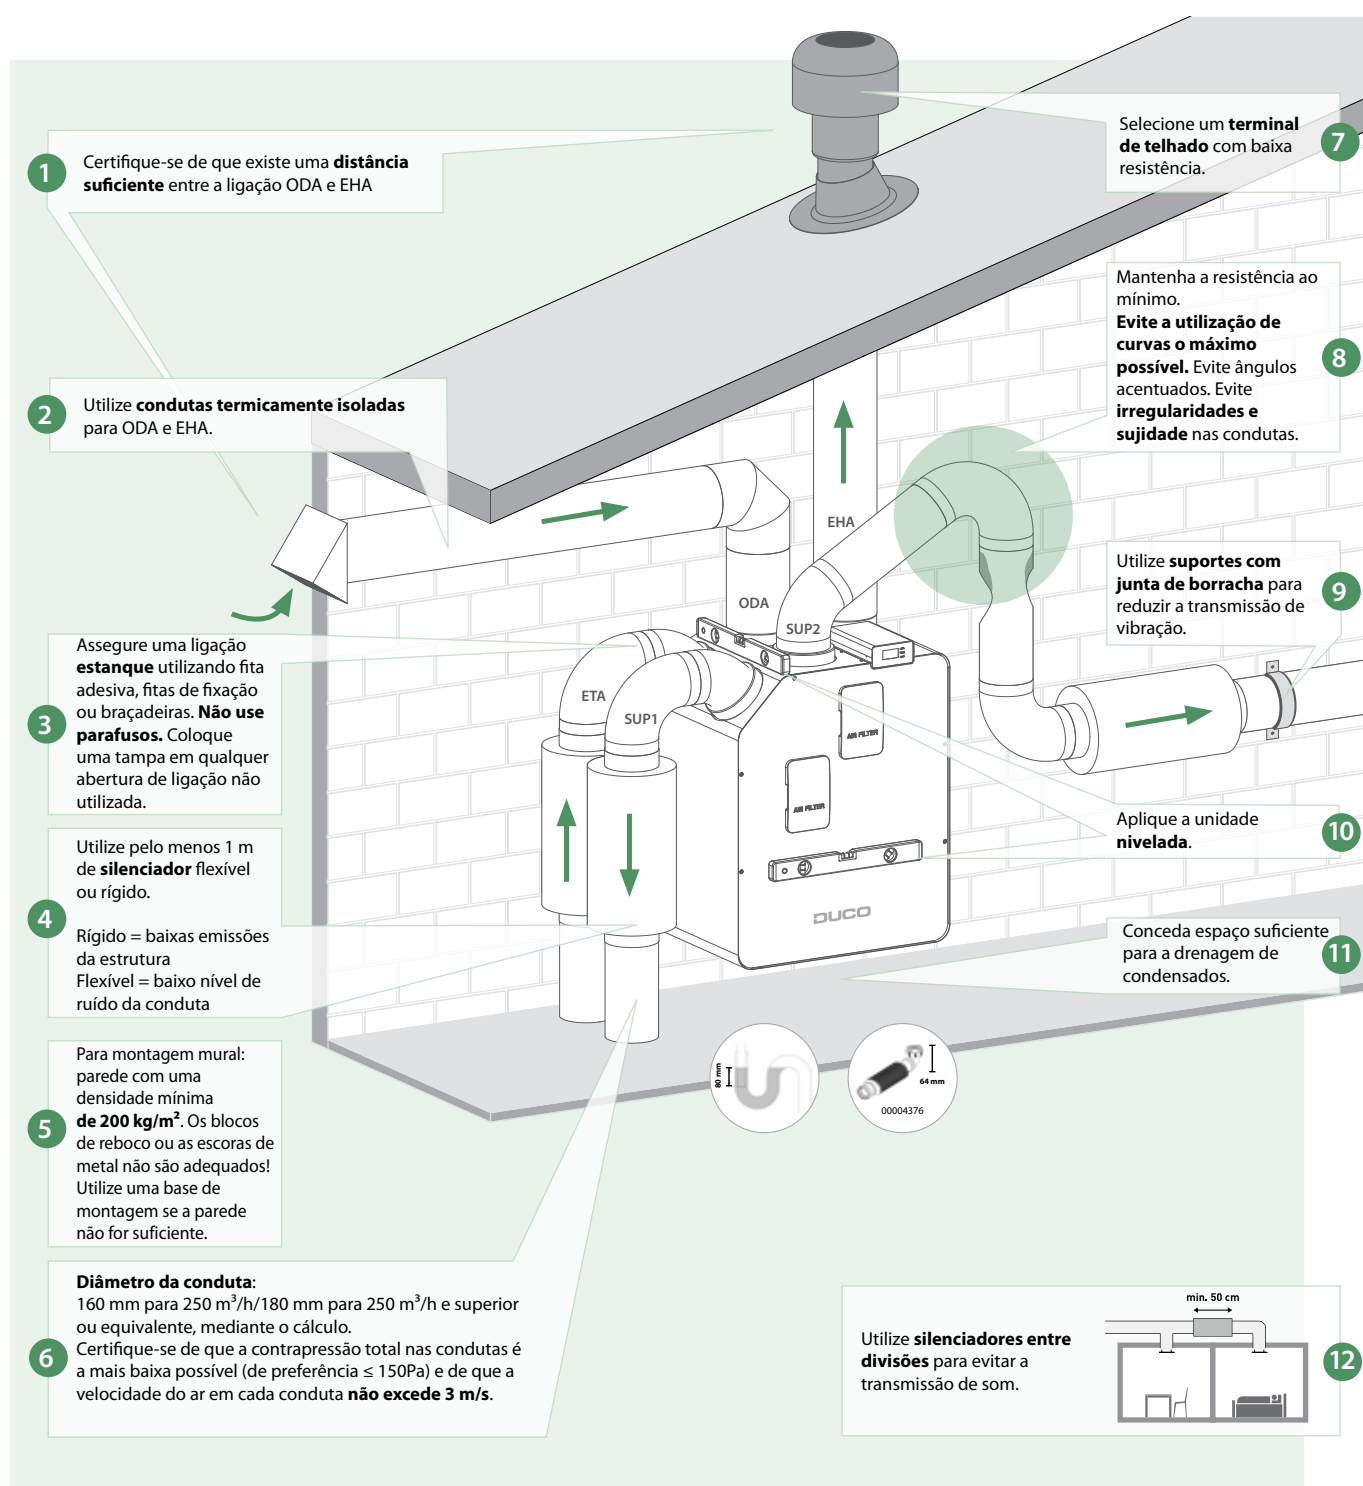 1
Certifique-se de que existe uma distância
suficiente entre a ligação ODA e EHA
2
Utilize condutas termicamente isoladas
para ODA e EHA.
3
Assegure uma ligação
estanque utilizando fita
adesiva, fitas de fixação
ou braçadeiras. Não use
parafusos. Coloque
uma tampa em qualquer
abertura de ligação não
utilizada.
4
Utilize pelo menos 1 m
de silenciador flexível
ou rígido.
Rígido = baixas emissões
da estrutura
Flexível = baixo nível de
ruído da conduta
5
Para montagem mural:
parede com uma
densidade mínima
de 200 kg/m². Os blocos
de reboco ou as escoras de
metal não são adequados!
Utilize uma base de
montagem se a parede
não for suficiente.
6
Diâmetro da conduta:
160 mm para 250 m³/h/180 mm para 250 m³/h e superior
ou equivalente, mediante o cálculo.
Certifique-se de que a contrapressão total nas condutas é
a mais baixa possível (de preferência ≤ 150Pa) e de que a
velocidade do ar em cada conduta não excede 3 m/s.
7
Selecione um terminal
de telhado com baixa
resistência.
8
Mantenha a resistência ao
mínimo.
Evite a utilização de
curvas o máximo
possível. Evite ângulos
acentuados. Evite
irregularidades e
sujidade nas condutas.
9
Utilize suportes com
junta de borracha para
reduzir a transmissão de
vibração.
10
Aplique a unidade
nivelada.
11
Conceda espaço suficiente
para a drenagem de
condensados.
12
Utilize silenciadores entre
divisões para evitar a
transmissão de som.
min. 50 cm
EHA
ODA
SUP2
ETA
SUP1
AIR FILTER
AIR FILTER
DUCO
80 mm
64 mm
00004376